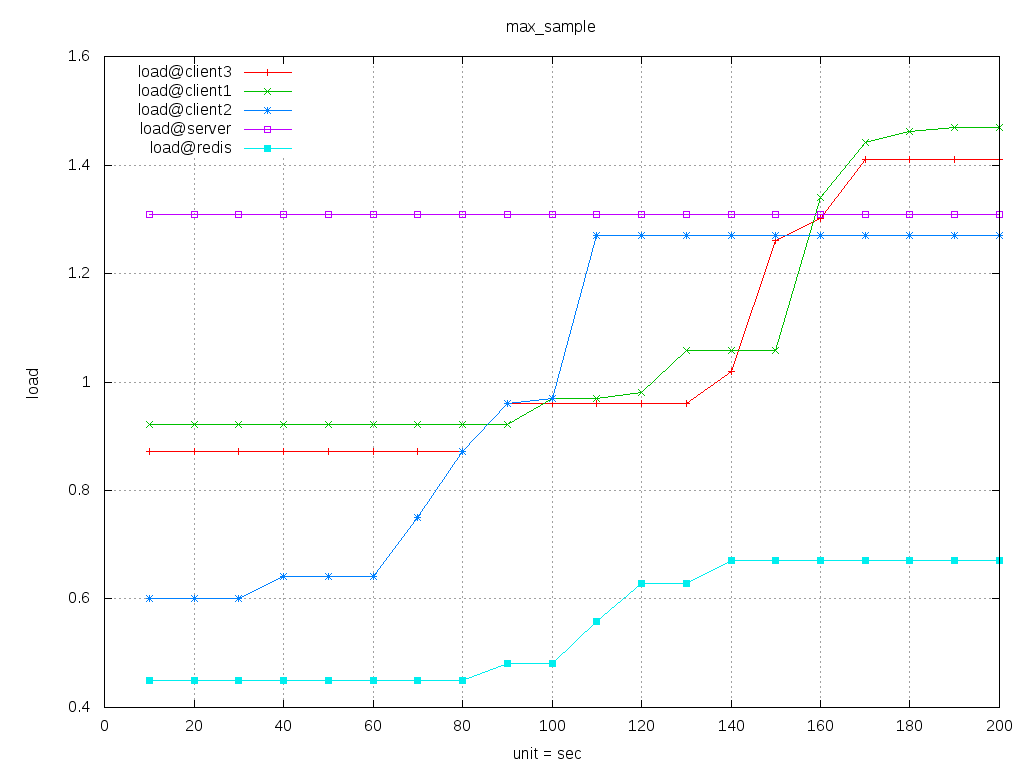 max_sample
1.6
1.4
1.2
1
0.8
0.6
0.4
load
load@client3
load@client1
load@client2
load@server
load@redis
0 20 40 60 80 100 120 140 160 180 200
unit = sec